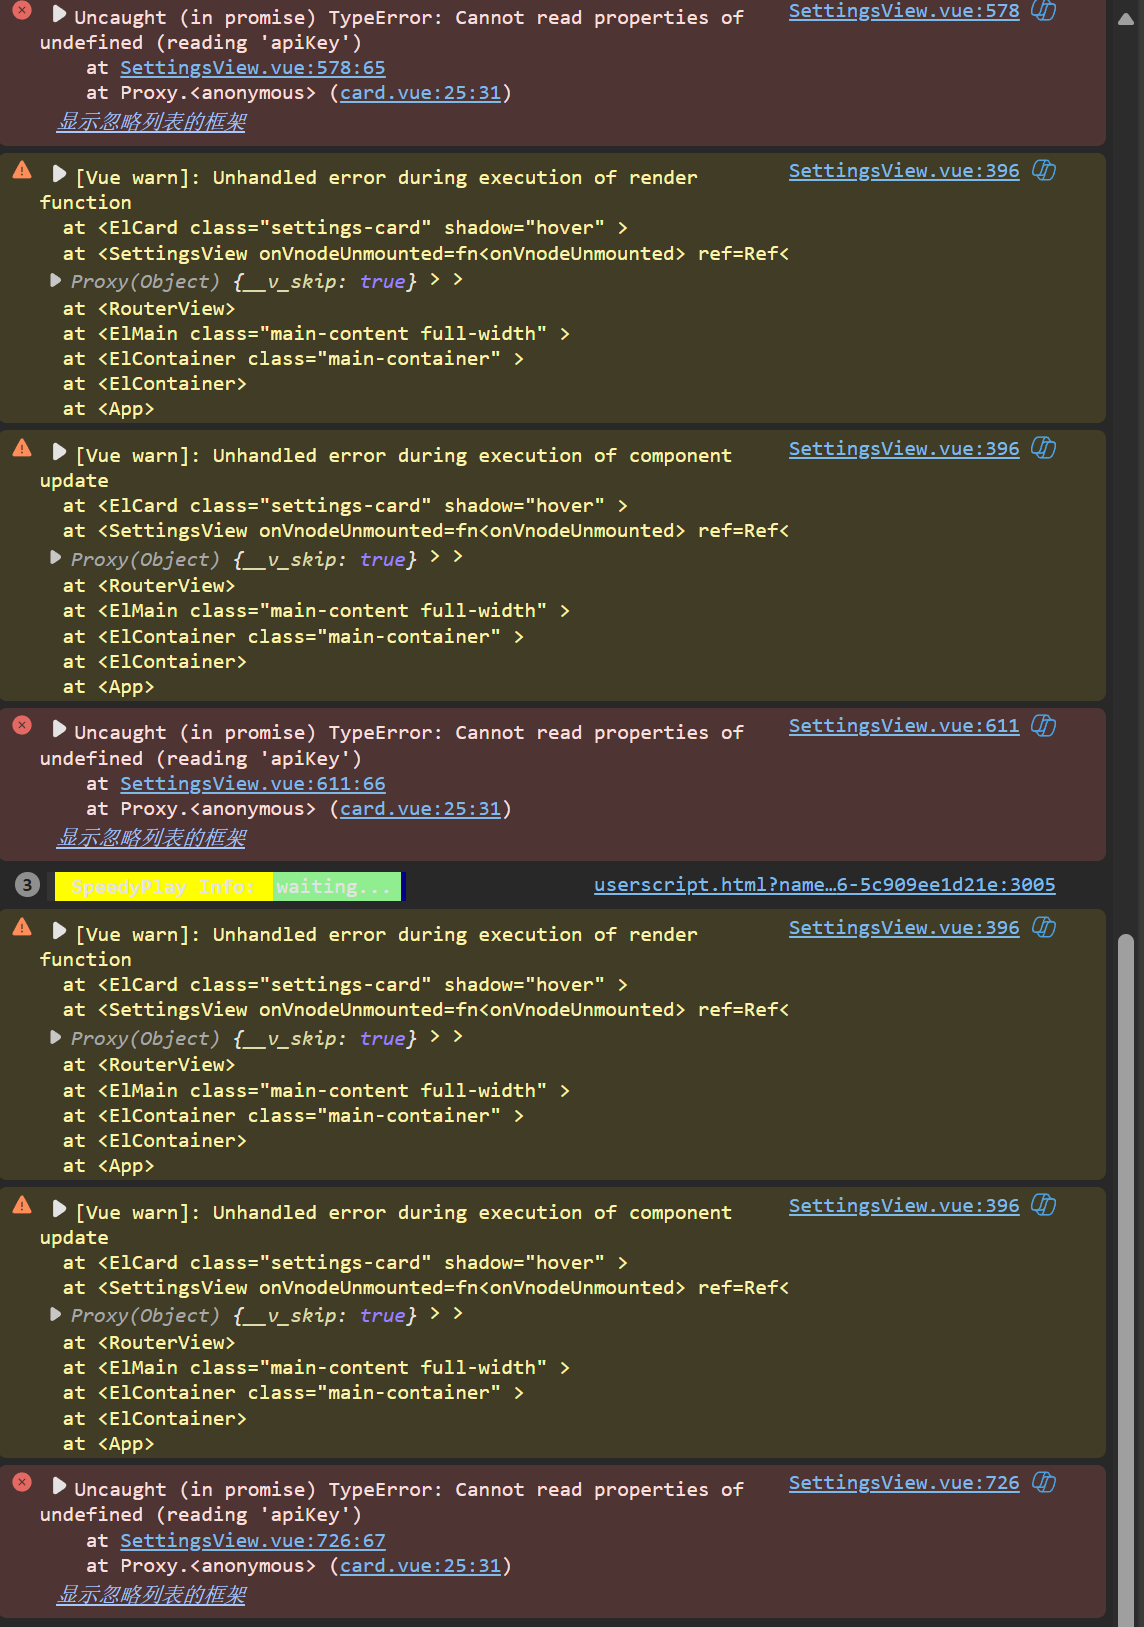 Uncaught (in promise) TypeError: Cannot read properties of SettingsView.vue:578
undefined (reading 'apiKey')
at SettingsView.vue:578:65
at Proxy.<anonymous> (card.vue:25:31)
显示忽略列表的框架
[Vue warn]: Unhandled error during execution of render SettingsView.vue:396
function
at <ElCard class="settings-card" shadow="hover" >
at <SettingsView onVnodeUnmounted=fn<onVnodeUnmounted> ref=Ref<
Proxy(Object) {__v_skip: true} > >
at <RouterView>
at <ElMain class="main-content full-width" >
at <ElContainer class="main-container" >
at <ElContainer>
at <App>
[Vue warn]: Unhandled error during execution of component SettingsView.vue:396
update
at <ElCard class="settings-card" shadow="hover" >
at <SettingsView onVnodeUnmounted=fn<onVnodeUnmounted> ref=Ref<
Proxy(Object) {__v_skip: true} > >
at <RouterView>
at <ElMain class="main-content full-width" >
at <ElContainer class="main-container" >
at <ElContainer>
at <App>
Uncaught (in promise) TypeError: Cannot read properties of SettingsView.vue:611
undefined (reading 'apiKey')
at SettingsView.vue:611:66
at Proxy.<anonymous> (card.vue:25:31)
显示忽略列表的框架
3 SpeedyPlay Info: waiting... userscript.html?name…6-5c909ee1d21e:3005
[Vue warn]: Unhandled error during execution of render SettingsView.vue:396
function
at <ElCard class="settings-card" shadow="hover" >
at <SettingsView onVnodeUnmounted=fn<onVnodeUnmounted> ref=Ref<
Proxy(Object) {__v_skip: true} > >
at <RouterView>
at <ElMain class="main-content full-width" >
at <ElContainer class="main-container" >
at <ElContainer>
at <App>
[Vue warn]: Unhandled error during execution of component SettingsView.vue:396
update
at <ElCard class="settings-card" shadow="hover" >
at <SettingsView onVnodeUnmounted=fn<onVnodeUnmounted> ref=Ref<
Proxy(Object) {__v_skip: true} > >
at <RouterView>
at <ElMain class="main-content full-width" >
at <ElContainer class="main-container" >
at <ElContainer>
at <App>
Uncaught (in promise) TypeError: Cannot read properties of SettingsView.vue:726
undefined (reading 'apiKey')
at SettingsView.vue:726:67
at Proxy.<anonymous> (card.vue:25:31)
显示忽略列表的框架